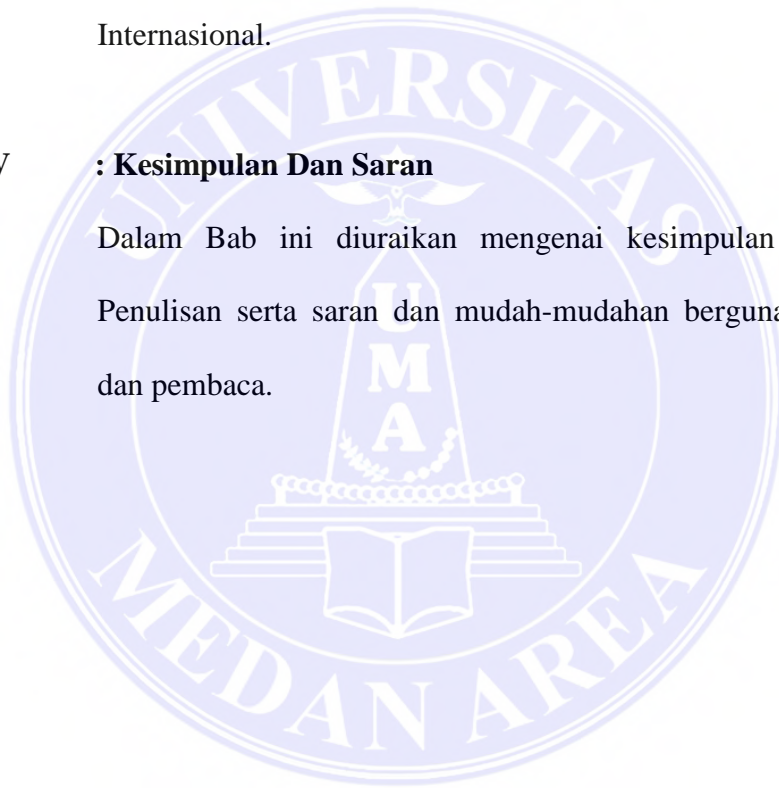 Internasional.
V : Kesimpulan Dan Saran
Dalam Bab ini diuraikan mengenai kesimpulan
Penulisan serta saran dan mudah-mudahan berguna
dan pembaca.
UNIVERSITAS
UMA
MEDAN AREA